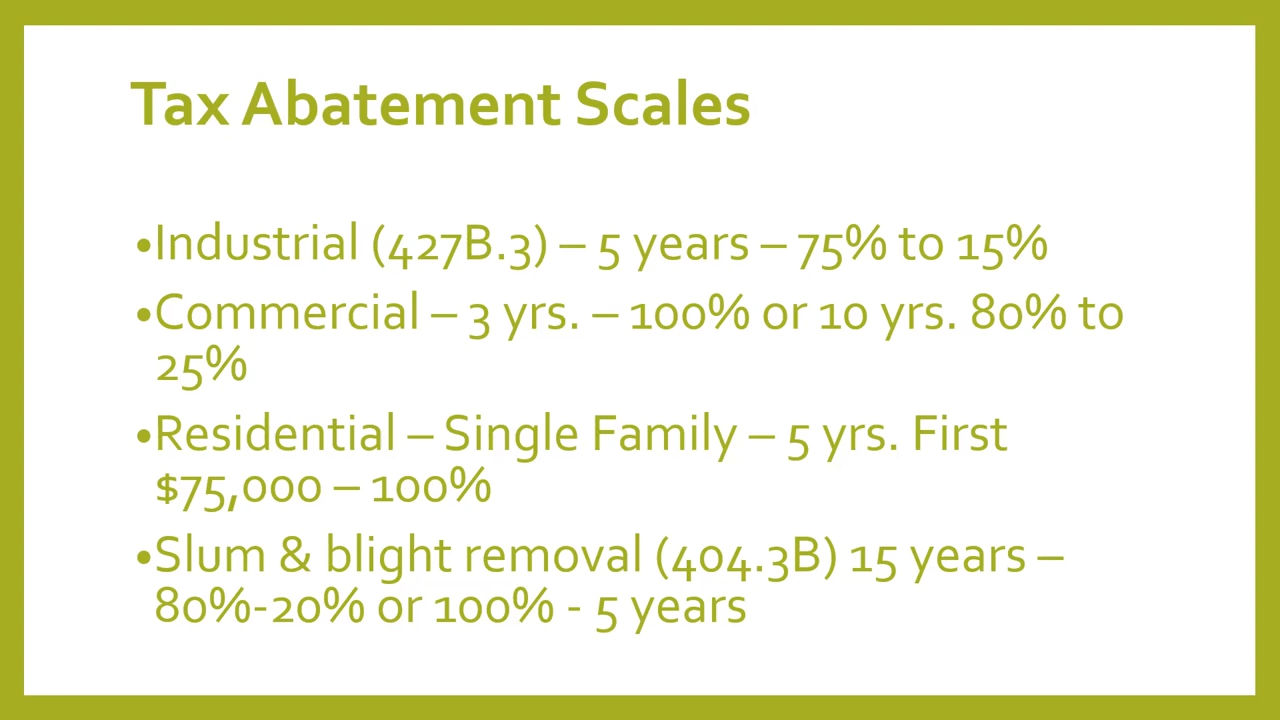 Tax Abatement Scales
•Industrial (427B.3) – 5 years – 75% to 15%
•Commercial – 3 yrs. – 100% or 10 yrs. 80% to
25%
•Residential – Single Family – 5 yrs. First
$75,000 – 100%
•Slum & blight removal (404.3B) 15 years –
80%-20% or 100% - 5 years